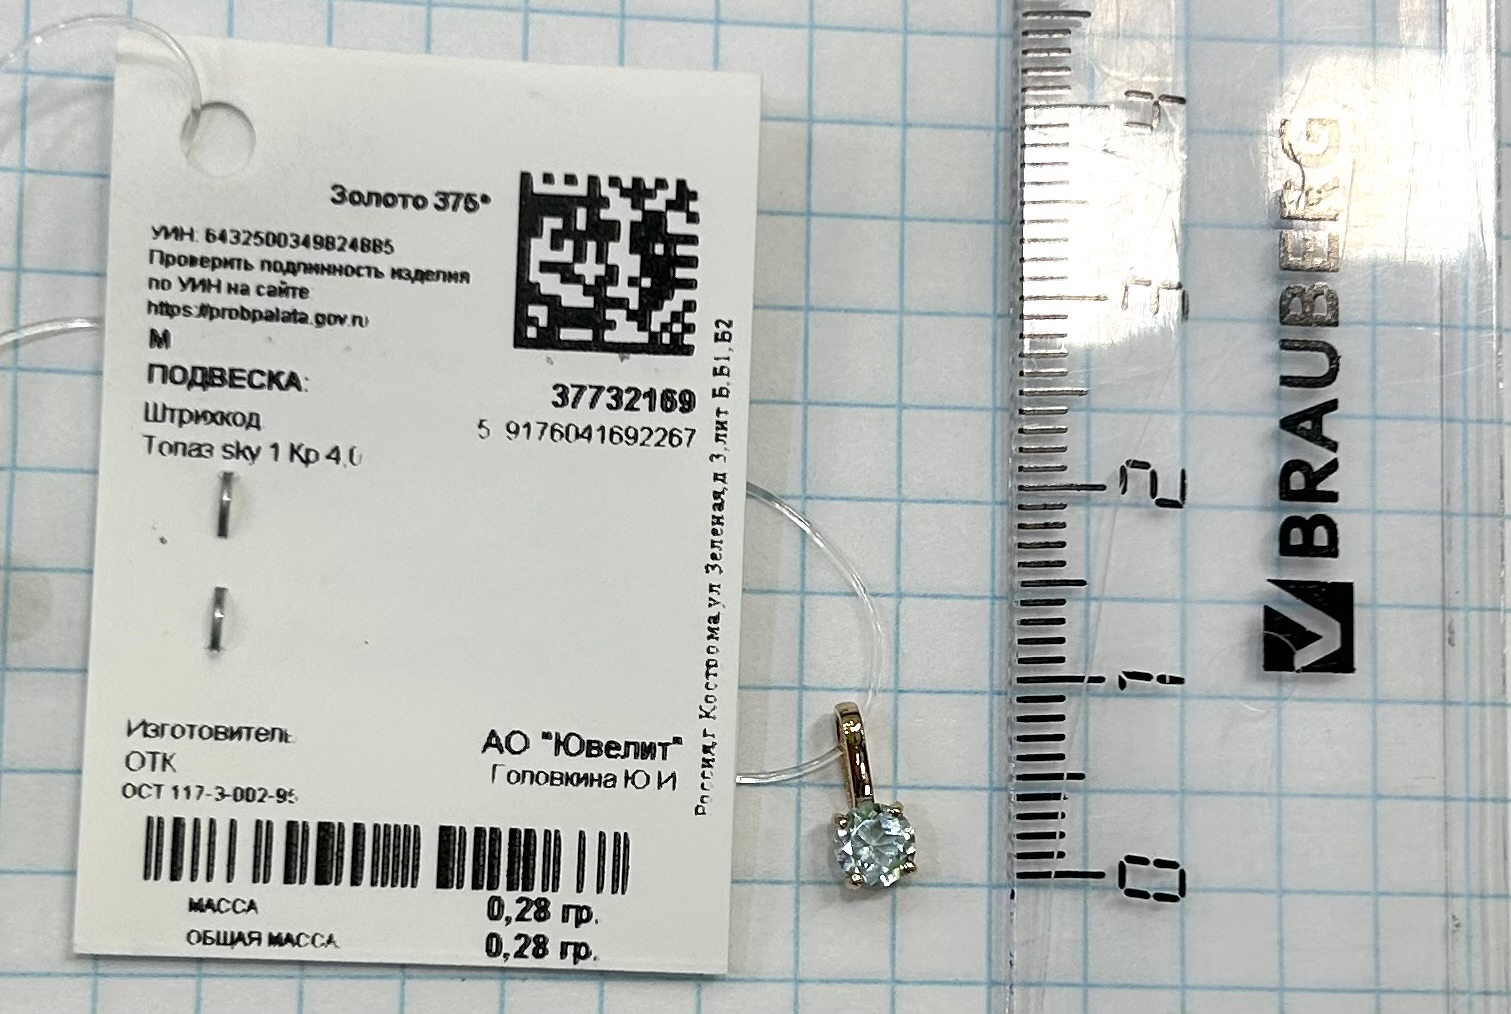 Золото 375*
УИН: 6432500349824885
Проверить подлинность изделия
по УИН на сайте
https://probpalata.gov.ru
М
ПОДВЕСКА:
37732169
Штрихкод
5 9176041692267
Топаз sky 1 Кр 4,0
Россия,г Кострома,ул Зеленая,д 3,лит Б,Б1,Б2
Изготовитель
АО "Ювелит"
ОТК
Головкина Ю И
ОСТ 117-3-002-95
МАССА
0,28 гр.
ОБЩАЯ МАССА
0,28 гр.
4
3
2
1
0
BRAUBERG